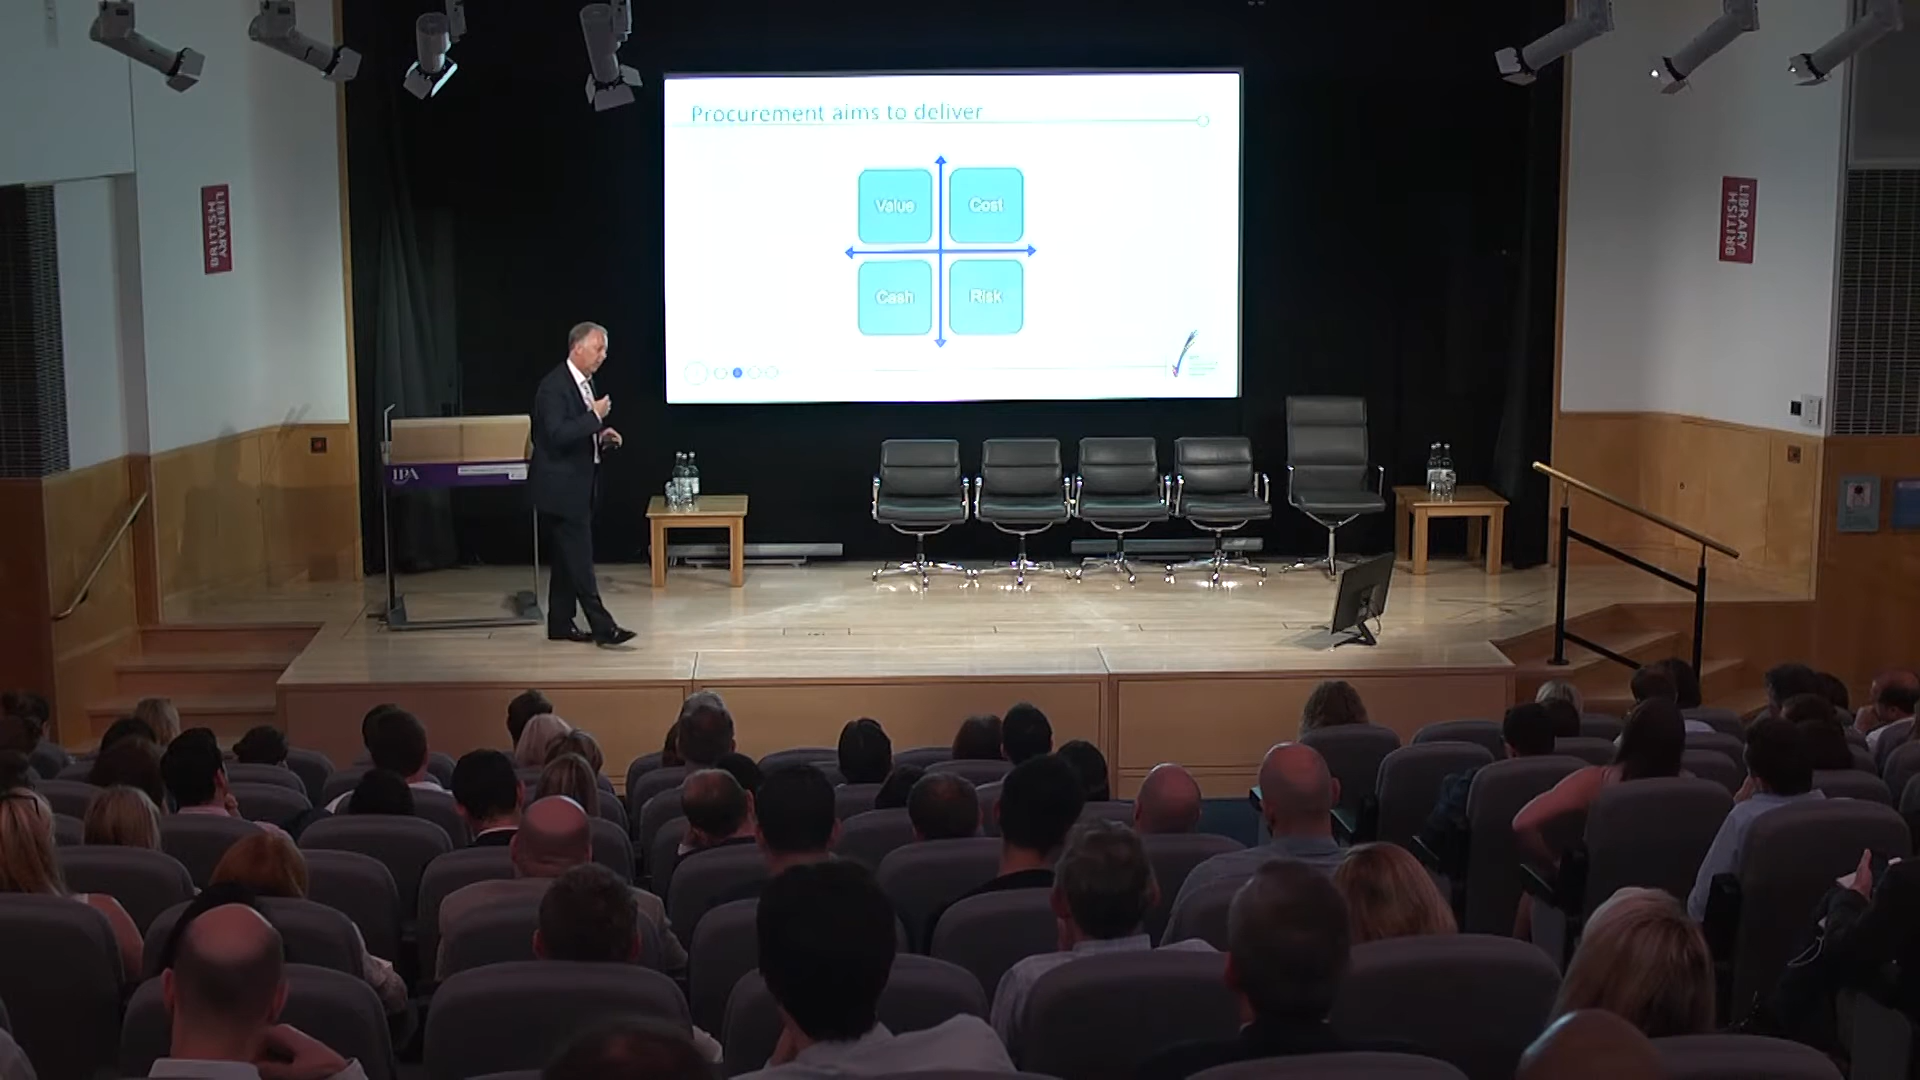 Procurement aims to deliver
Value
Cost
Cash
Risk
BRITISH
LIBRARY
BRITISH
LIBRARY
IPA